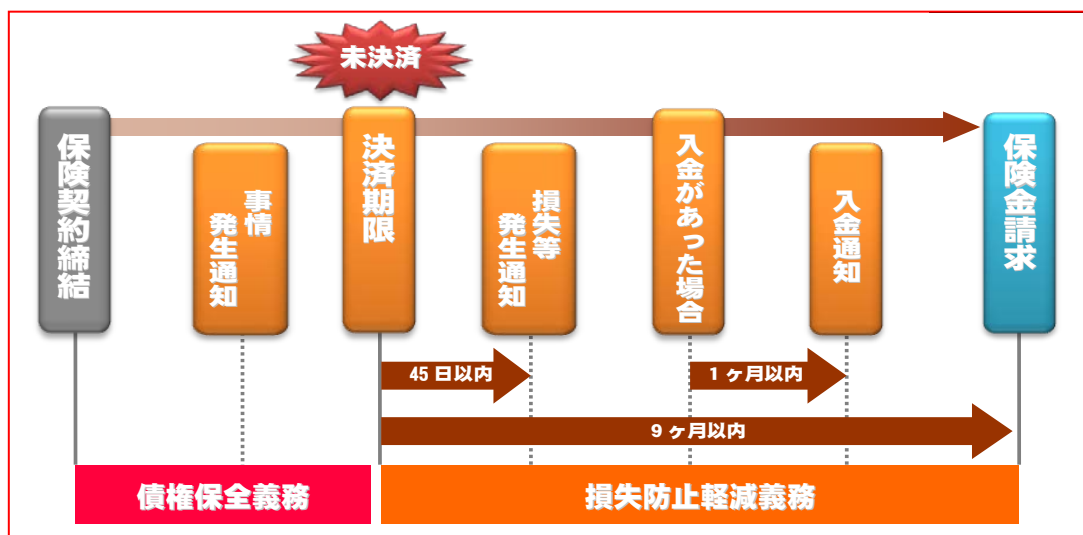 未決済
保険契約締結
事情
発生通知
決済期限
損失等
発生通知
入金があった場合
入金通知
保険金請求
45日以内
1ヶ月以内
9ヶ月以内
債権保全義務
損失防止軽減義務